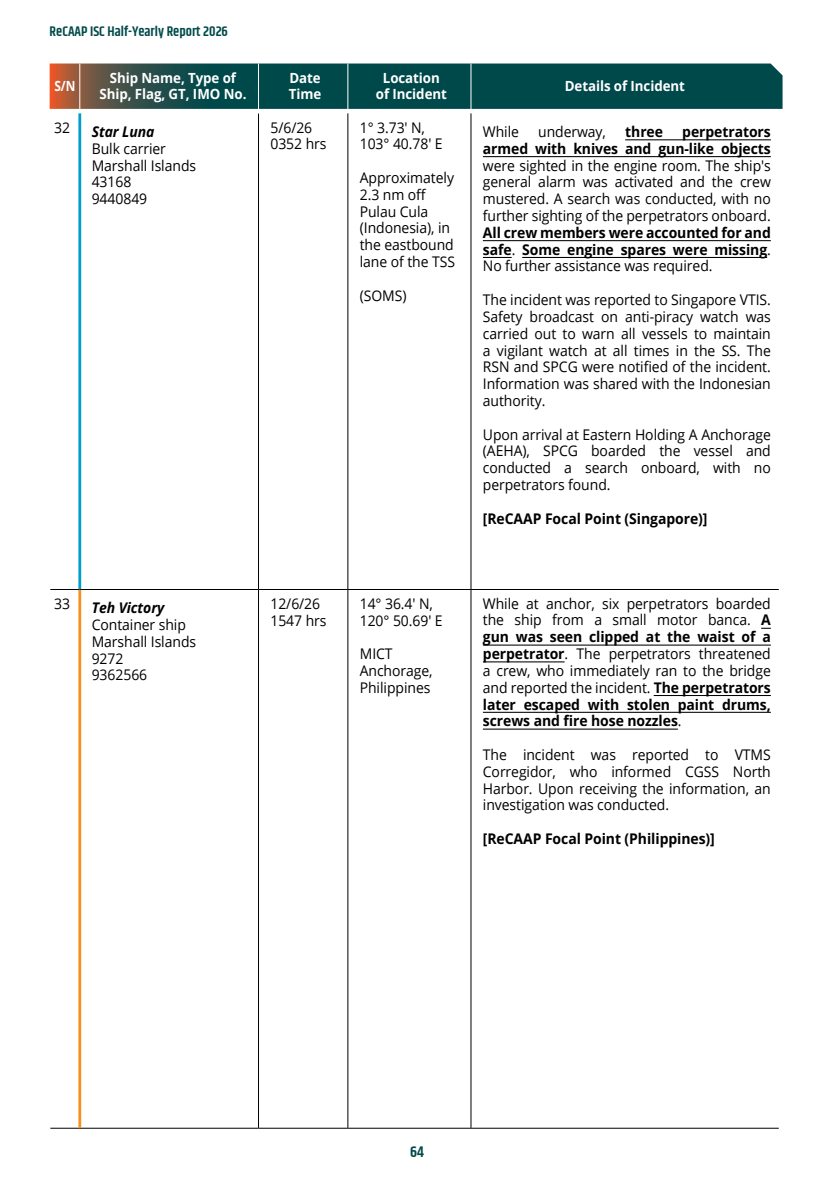 ReCAAP ISC Half-Yearly Report 2026
S/N
Ship Name, Type of
Ship, Flag, GT, IMO No.
Date
Time
Location
of Incident
Details of Incident
32
Star Luna
Bulk carrier
Marshall Islands
43168
9440849
5/6/26
0352 hrs
1° 3.73' N,
103° 40.78' E
Approximately
2.3 nm off
Pulau Cula
(Indonesia), in
the eastbound
lane of the TSS
(SOMS)
While underway, three perpetrators
armed with knives and gun-like objects
were sighted in the engine room. The ship's
general alarm was activated and the crew
mustered. A search was conducted, with no
further sighting of the perpetrators onboard.
All crew members were accounted for and
safe. Some engine spares were missing.
No further assistance was required.
The incident was reported to Singapore VTIS.
Safety broadcast on anti-piracy watch was
carried out to warn all vessels to maintain
a vigilant watch at all times in the SS. The
RSN and SPCG were notified of the incident.
Information was shared with the Indonesian
authority.
Upon arrival at Eastern Holding A Anchorage
(AEHA), SPCG boarded the vessel and
conducted a search onboard, with no
perpetrators found.
[ReCAAP Focal Point (Singapore)]
33
Teh Victory
Container ship
Marshall Islands
9272
9362566
12/6/26
1547 hrs
14° 36.4' N,
120° 50.69' E
MICT
Anchorage,
Philippines
While at anchor, six perpetrators boarded
the ship from a small motor banca. A
gun was seen clipped at the waist of a
perpetrator. The perpetrators threatened
a crew, who immediately ran to the bridge
and reported the incident. The perpetrators
later escaped with stolen paint drums,
screws and fire hose nozzles.
The incident was reported to VTMS
Corregidor, who informed CGSS North
Harbor. Upon receiving the information, an
investigation was conducted.
[ReCAAP Focal Point (Philippines)]
64